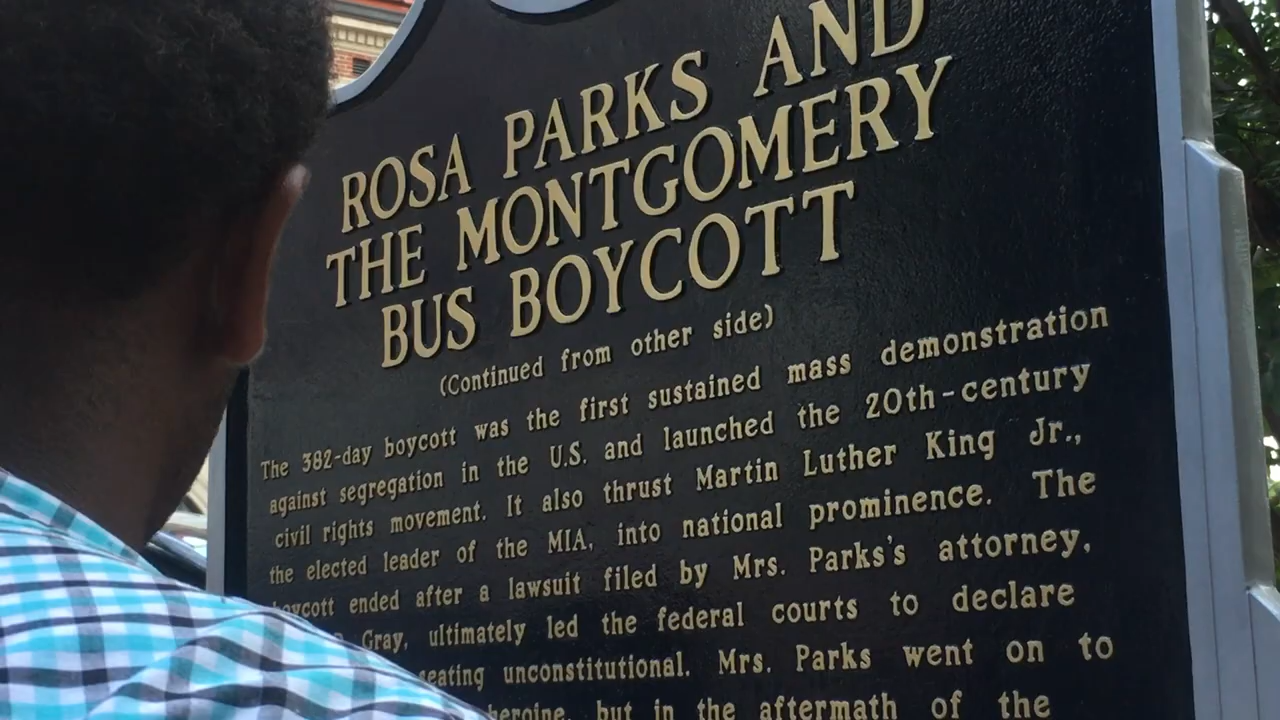 ROSA PARKS AND
THE MONTGOMERY
BUS BOYCOTT
(Continued from other side)
The 382-day boycott was the first sustained mass demonstration
against segregation in the U.S. and launched the 20th-century
civil rights movement. It also thrust Martin Luther King Jr.,
the elected leader of the MIA, into national prominence. The
boycott ended after a lawsuit filed by Mrs. Parks's attorney,
Gray, ultimately led the federal courts to declare
seating unconstitutional. Mrs. Parks went on to
heroine, but in the aftermath of the